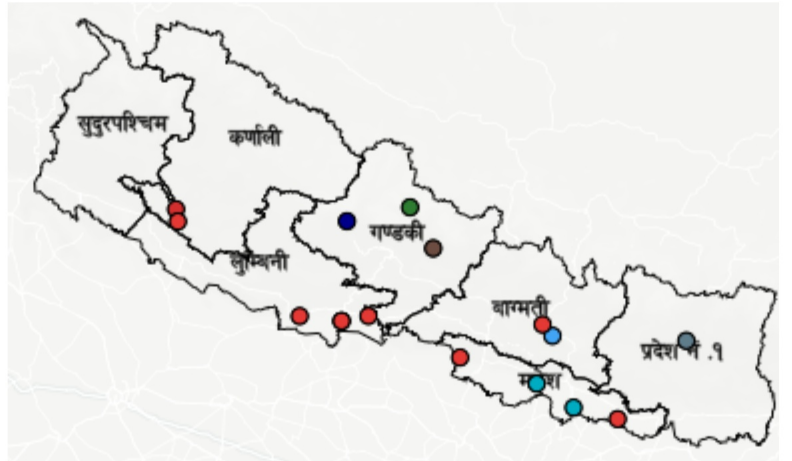 सुदुरपश्चिम
कर्णाली
गण्डकी
लुम्बिनी
बाग्मती
प्रदेश नं .१